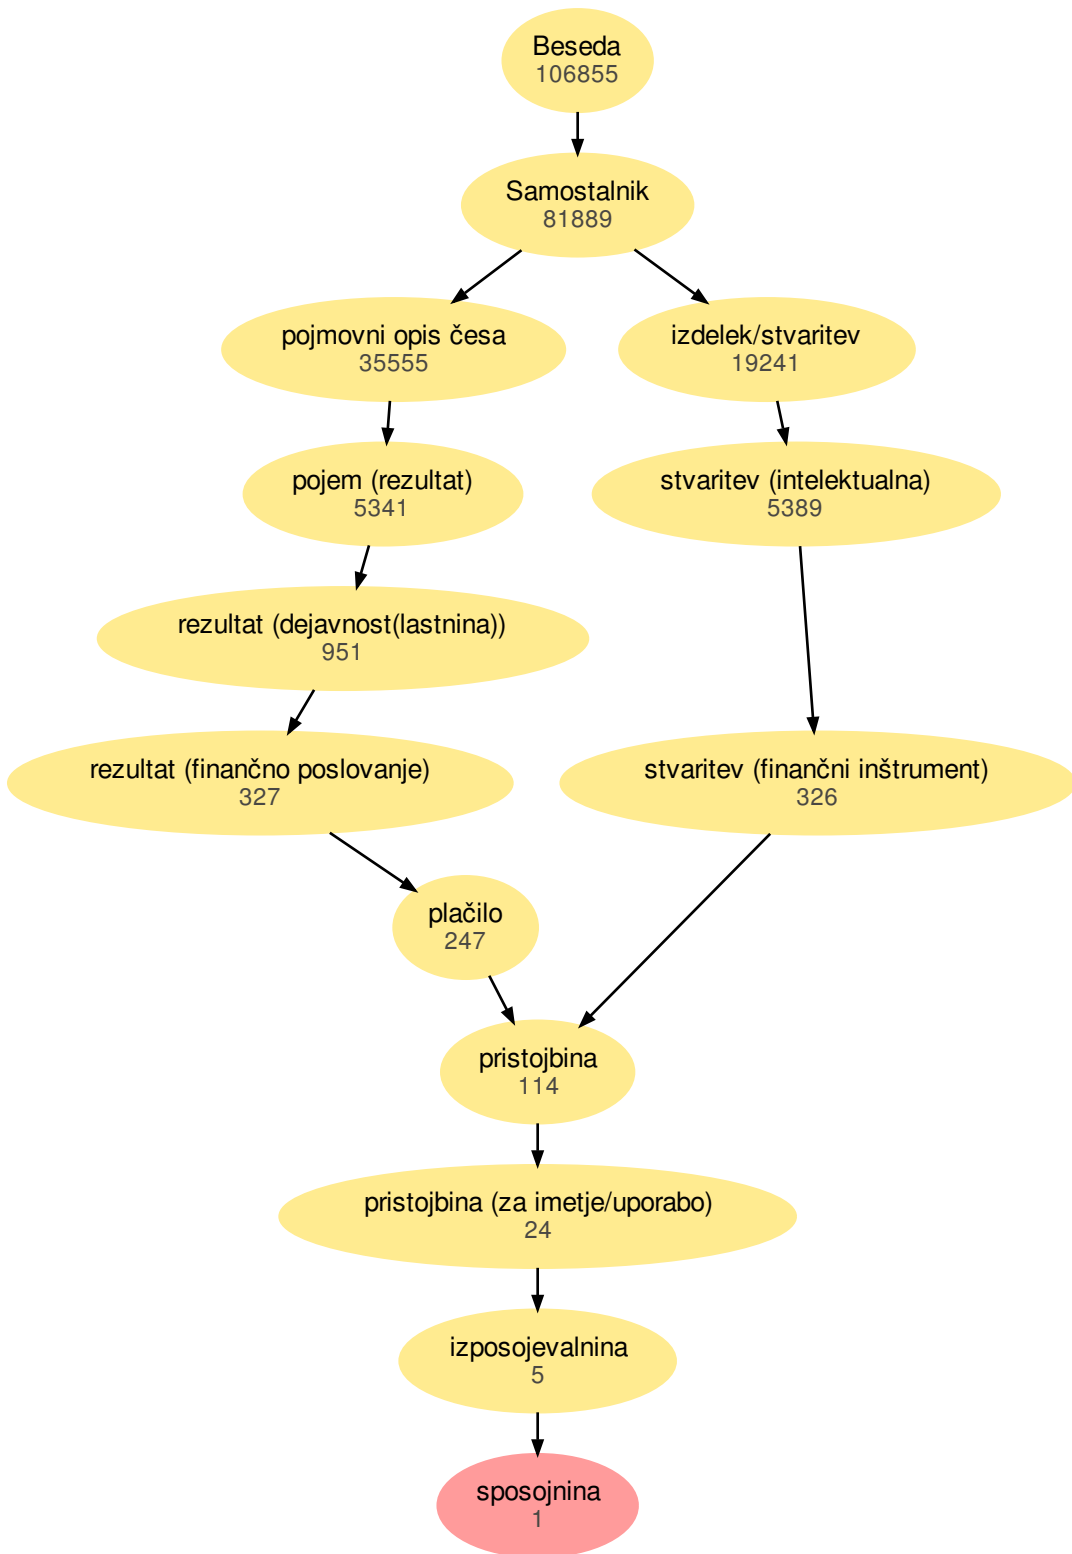 Beseda
106855
Samostalnik
81889
pojmovni opis česa
35555
izdelek/stvaritev
19241
pojem (rezultat)
5341
stvaritev (intelektualna)
5389
rezultat (dejavnost(lastnina))
951
rezultat (finančno poslovanje)
327
stvaritev (finančni inštrument)
326
plačilo
247
pristojbina
114
pristojbina (za imetje/uporabo)
24
izposojevalnina
5
sposojnina
1